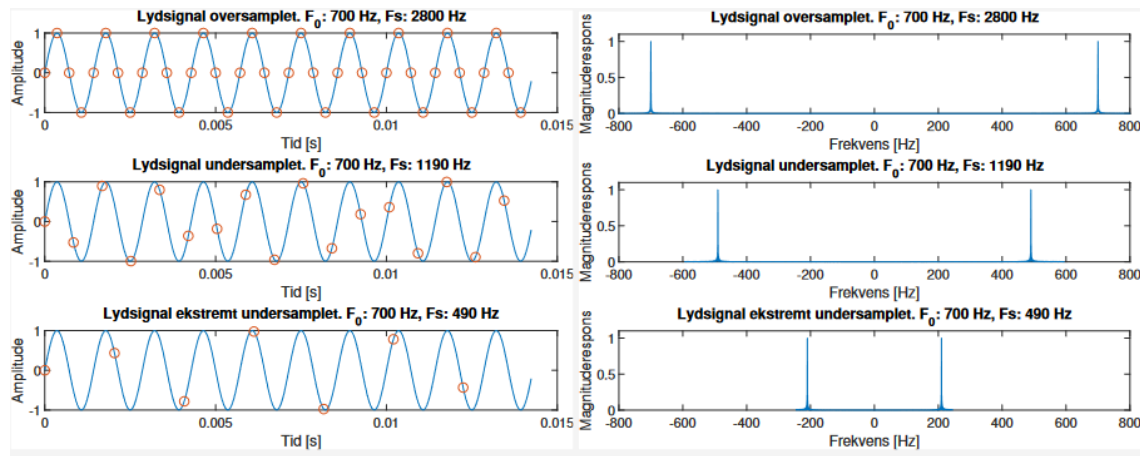 Lydsignal oversamplet. F0: 700 Hz, Fs: 2800 Hz
Amplitude
1
0
-1
0 0.005 0.01 0.015
Tid [s]
Lydsignal undersamplet. F0: 700 Hz, Fs: 1190 Hz
Amplitude
1
0
-1
0 0.005 0.01 0.015
Tid [s]
Lydsignal ekstremt undersamplet. F0: 700 Hz, Fs: 490 Hz
Amplitude
1
0
-1
0 0.005 0.01 0.015
Tid [s]
Lydsignal oversamplet. F0: 700 Hz, Fs: 2800 Hz
Magnituderespons
1
0.5
0
-800 -600 -400 -200 0 200 400 600 800
Frekvens [Hz]
Lydsignal undersamplet. F0: 700 Hz, Fs: 1190 Hz
Magnituderespons
1
0.5
0
-800 -600 -400 -200 0 200 400 600 800
Frekvens [Hz]
Lydsignal ekstremt undersamplet. F0: 700 Hz, Fs: 490 Hz
Magnituderespons
1
0.5
0
-800 -600 -400 -200 0 200 400 600 800
Frekvens [Hz]